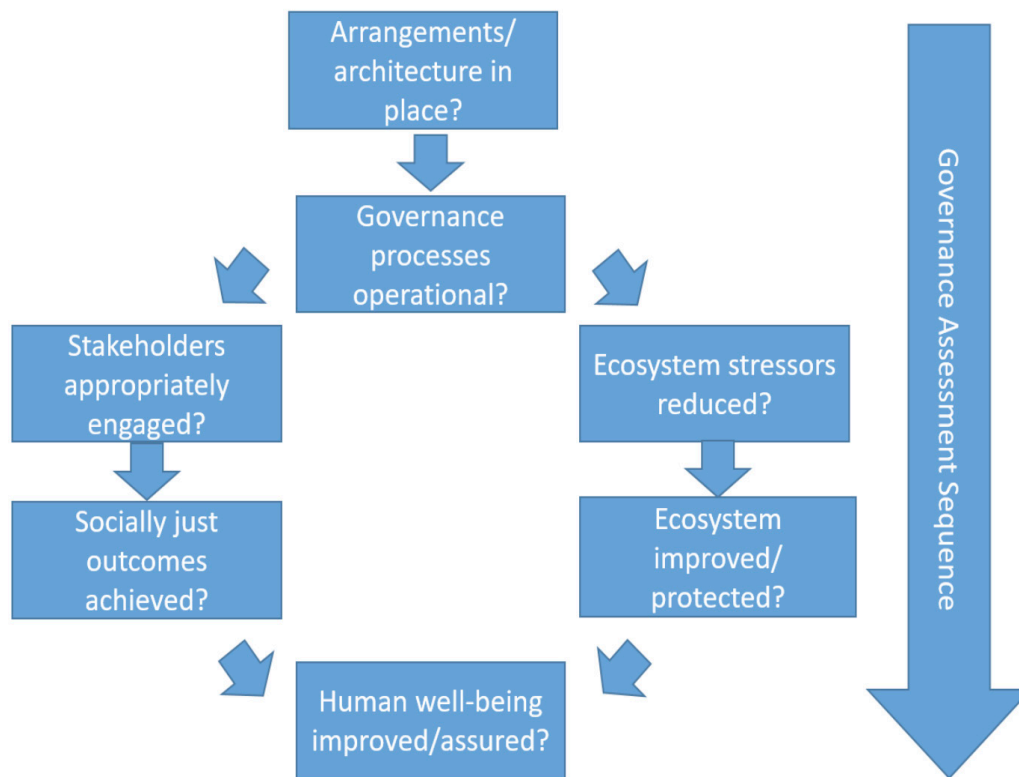 Arrangements/
architecture in
place?
Governance
processes
operational?
Stakeholders
appropriately
engaged?
Ecosystem stressors
reduced?
Socially just
outcomes
achieved?
Ecosystem
improved/
protected?
Human well-being
improved/assured?
Governance Assessment Sequence